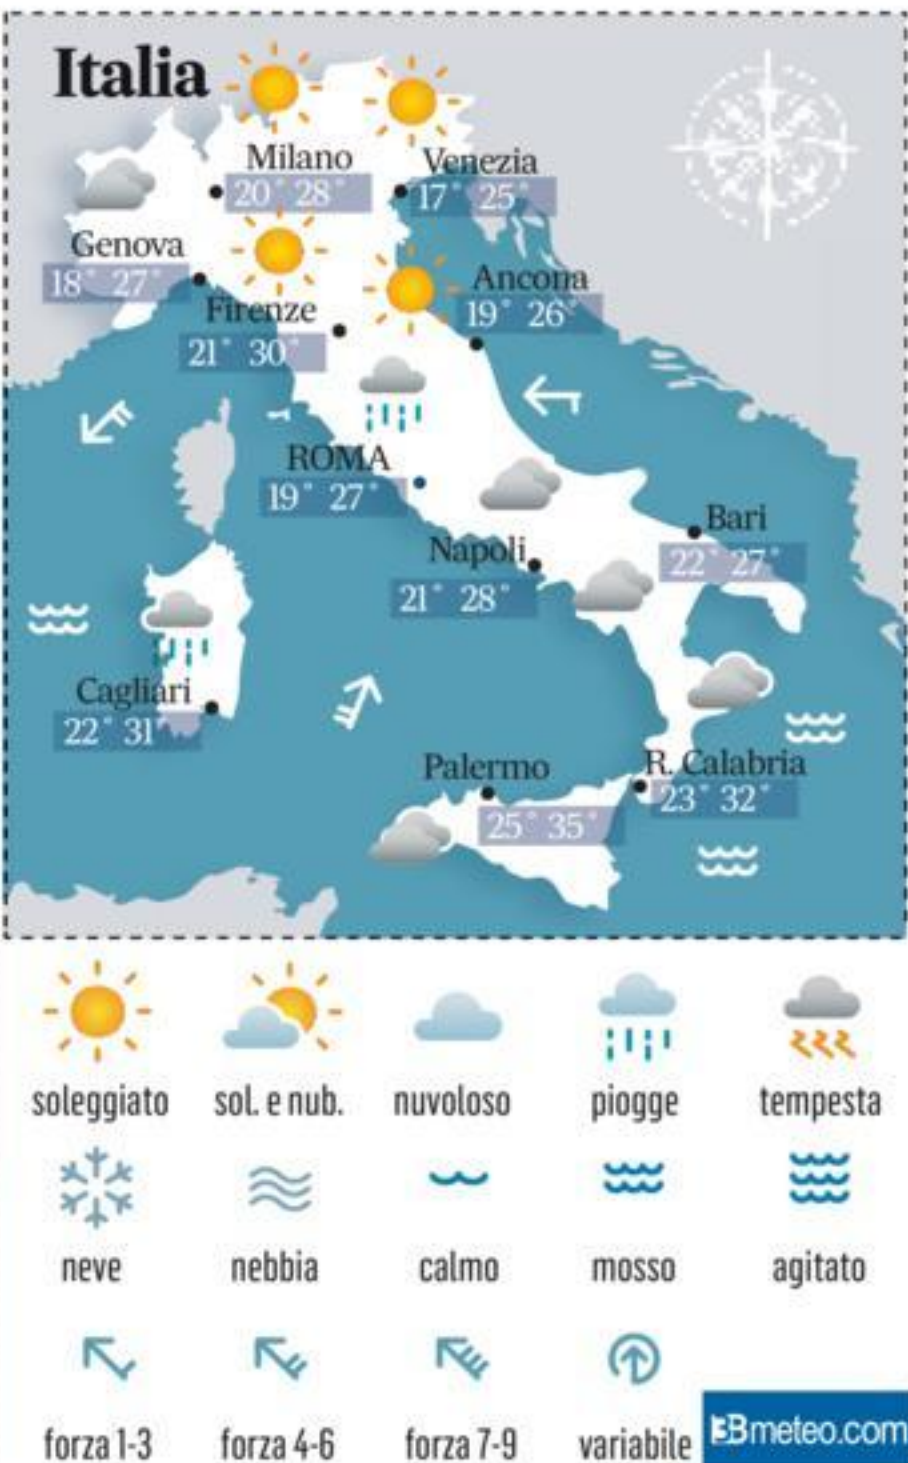 Italia
Milano
20° 28°
Venezia
17° 25°
Genova
18° 27°
Ancona
19° 26°
Firenze
21° 30°
ROMA
19° 27°
Bari
22° 27°
Napoli
21° 28°
Cagliari
22° 31°
Palermo
25° 35°
R. Calabria
23° 32°
soleggiato sol. e nub. nuvoloso piogge tempesta
neve nebbia calmo mosso agitato
forza 1-3 forza 4-6 forza 7-9 variabile
3Bmeteo.com